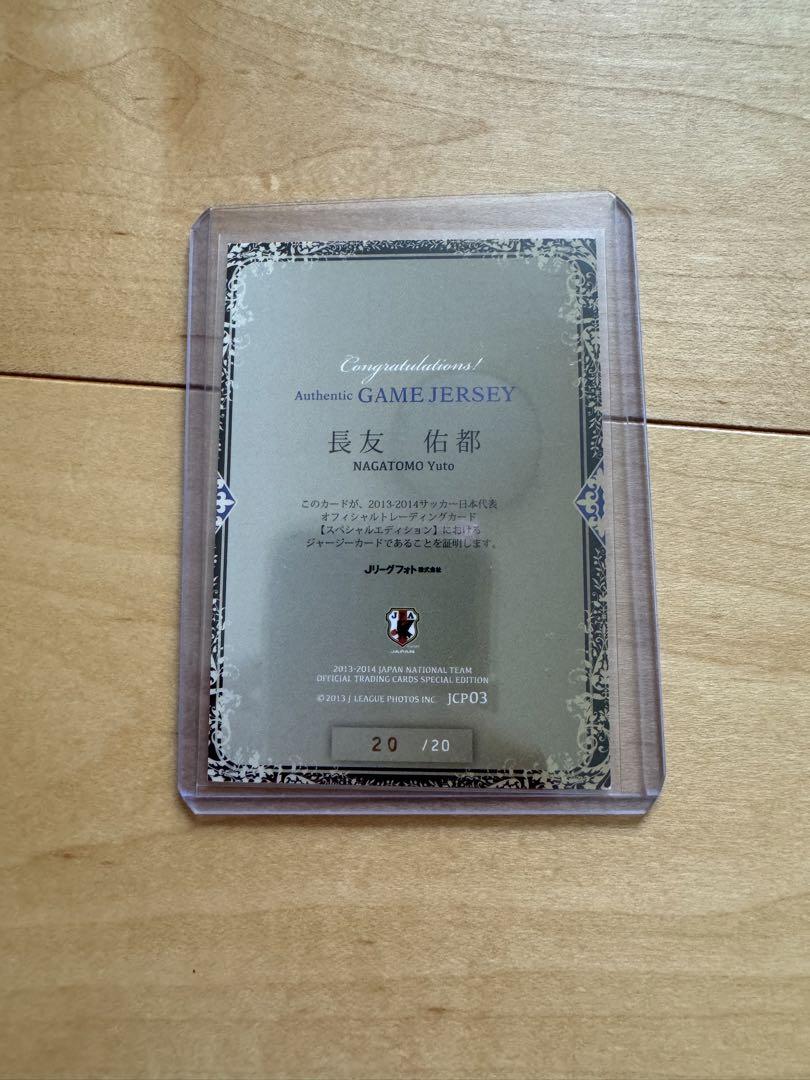 Congratulations!
Authentic GAME JERSEY
長友 佑都
NAGATOMO Yuto
このカードが、2013-2014サッカー日本代表
オフィシャルトレーディングカード
【スペシャルエディション】における
ジャージーカードであることを証明します。
Jリーグフォト株式会社
J A
JAPAN
2013-2014 JAPAN NATIONAL TEAM
OFFICIAL TRADING CARDS SPECIAL EDITION
©2013 J LEAGUE PHOTOS INC JCP03
20 /20